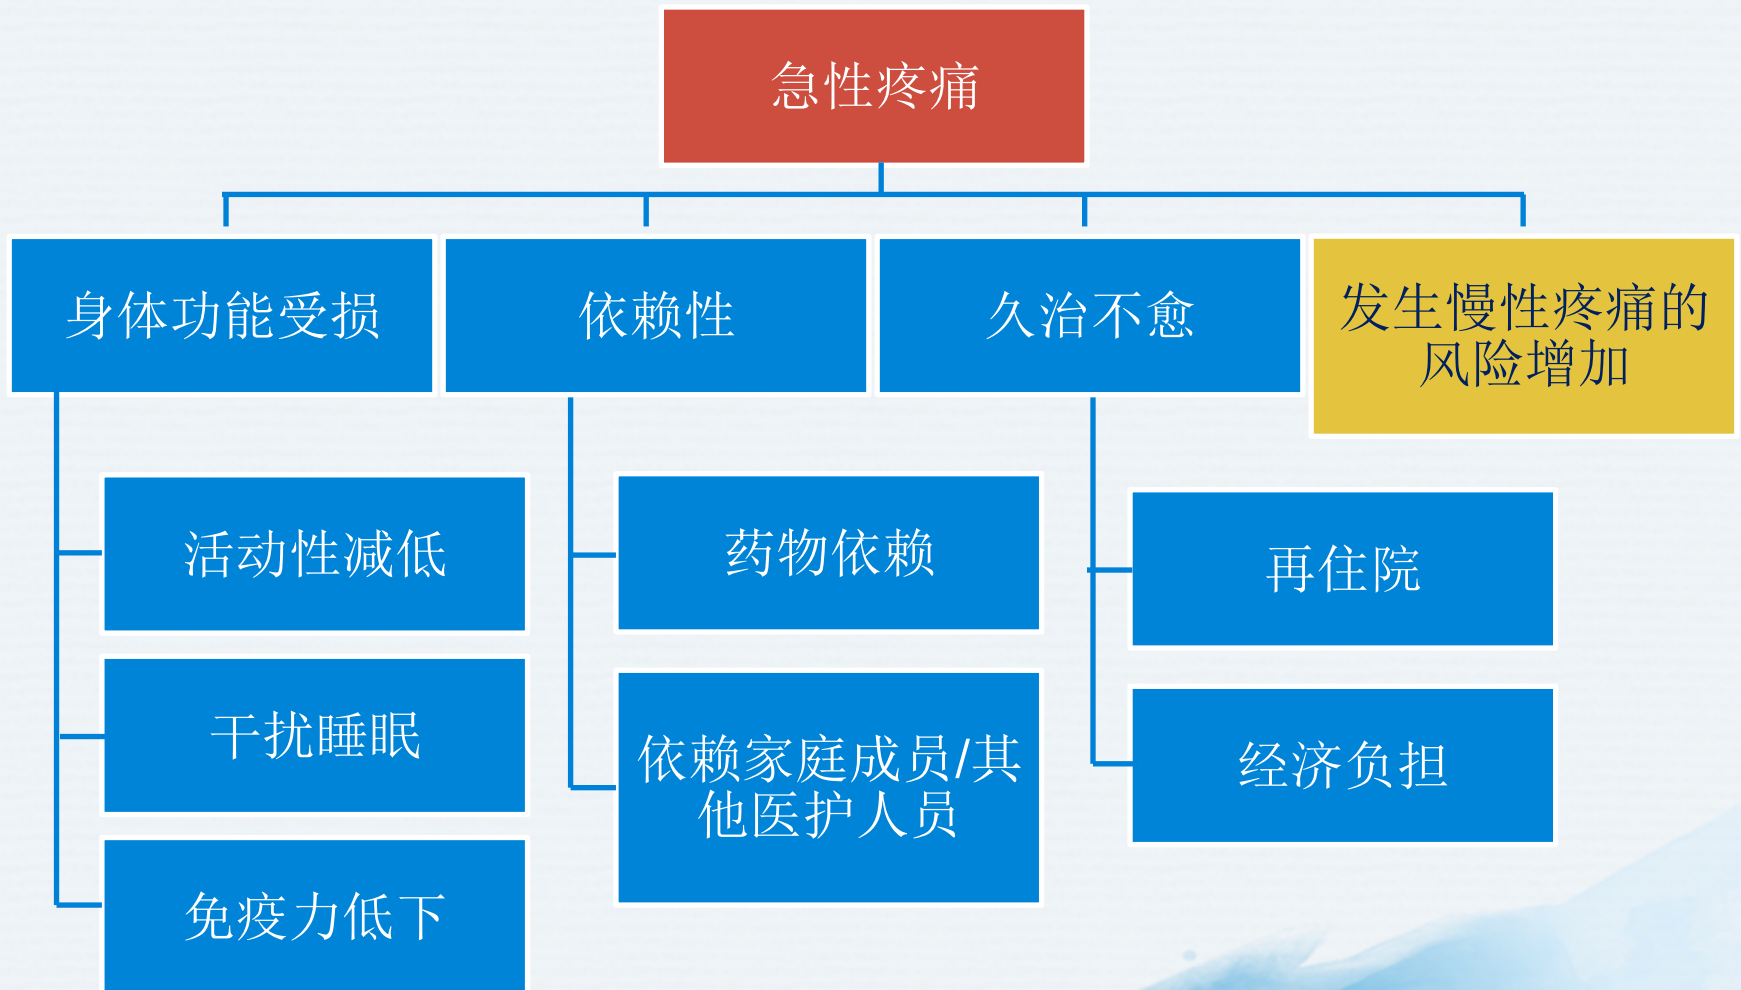 急性疼痛
身体功能受损
依赖性
久治不愈
发生慢性疼痛的
风险增加
活动性减低
干扰睡眠
免疫力低下
药物依赖
依赖家庭成员/其
他医护人员
再住院
经济负担